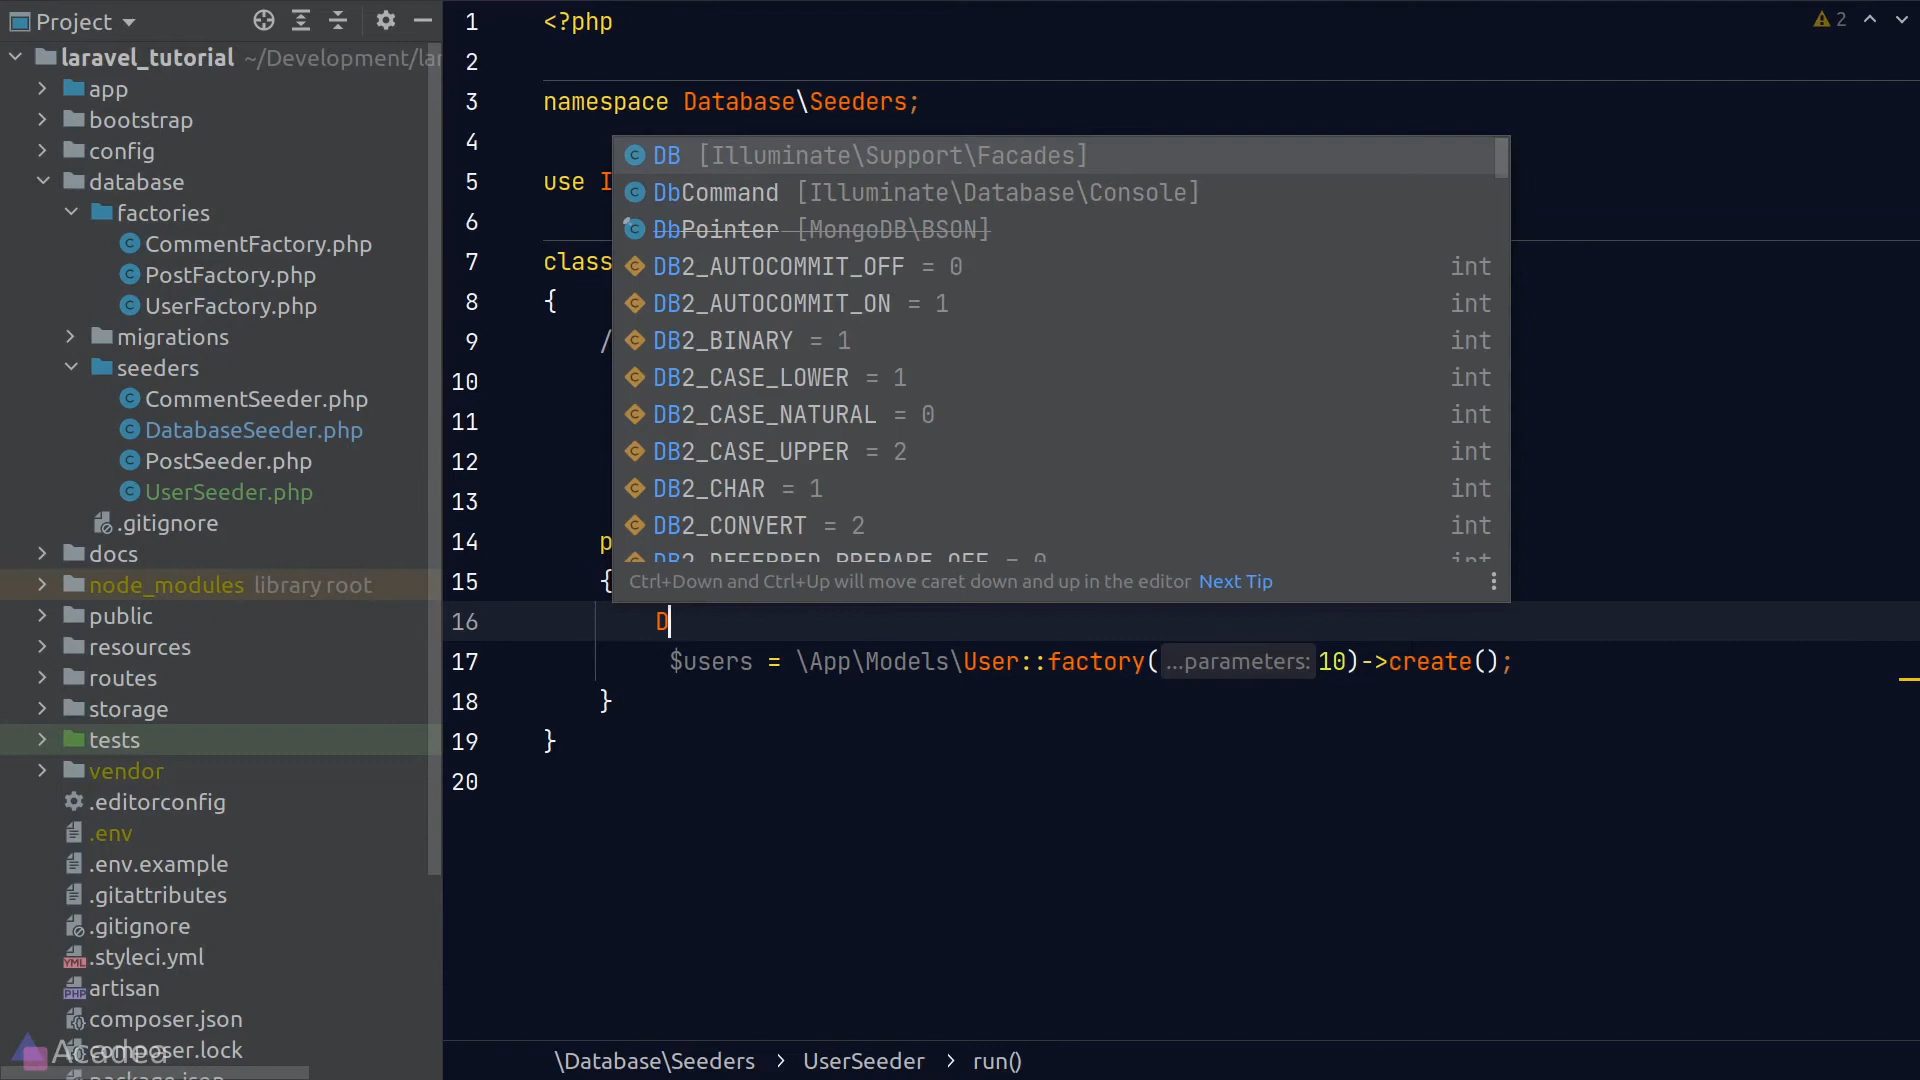 Project
laravel_tutorial ~/Development/la
app
bootstrap
config
database
factories
CommentFactory.php
PostFactory.php
UserFactory.php
migrations
seeders
CommentSeeder.php
DatabaseSeeder.php
PostSeeder.php
UserSeeder.php
.gitignore
docs
node_modules library root
public
resources
routes
storage
tests
vendor
.editorconfig
.env
.env.example
.gitattributes
.gitignore
.styleci.yml
artisan
composer.json
composer.lock
package.json
Acadea
2
1 <?php
2
3 namespace Database\Seeders;
4
5 use I
6
7 class
8 {
9 /
10
11
12
13
14 p
15 {
16 D
17 $users = \App\Models\User::factory( ...parameters: 10)->create();
18 }
19 }
20
DB [Illuminate\Support\Facades]
DbCommand [Illuminate\Database\Console]
DbPointer [MongoDB\BSON]
DB2_AUTOCOMMIT_OFF = 0 int
DB2_AUTOCOMMIT_ON = 1 int
DB2_BINARY = 1 int
DB2_CASE_LOWER = 1 int
DB2_CASE_NATURAL = 0 int
DB2_CASE_UPPER = 2 int
DB2_CHAR = 1 int
DB2_CONVERT = 2 int
DB2_DEFERRED_PREPARE_OFF = 0 int
Ctrl+Down and Ctrl+Up will move caret down and up in the editor Next Tip
\Database\Seeders > UserSeeder > run()